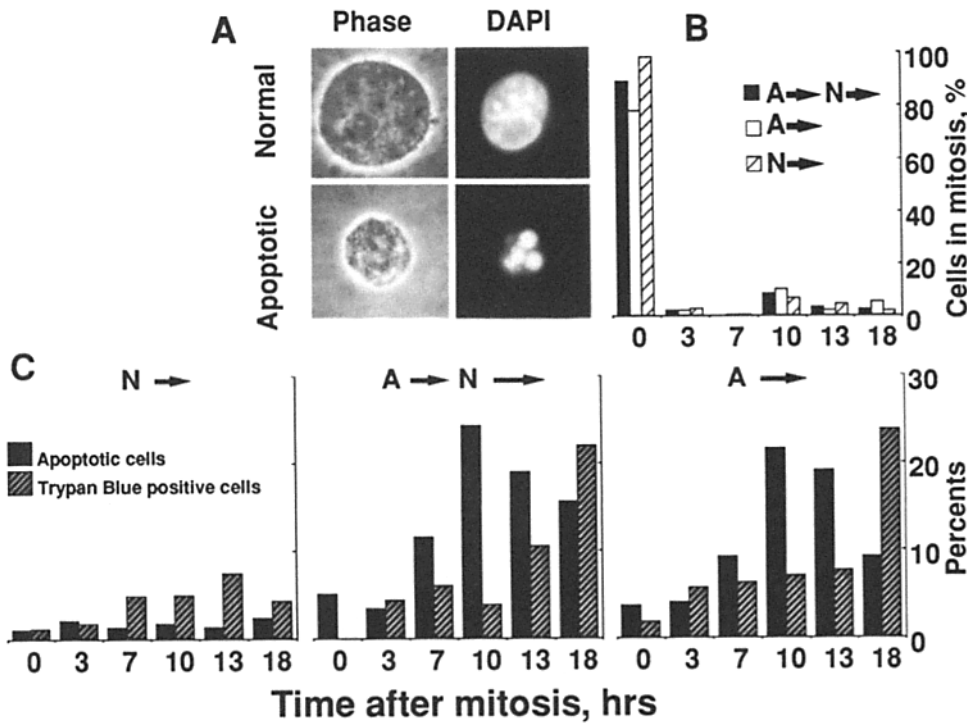 A
Phase DAPI
Normal
Apoptotic
B
A N
A
N
100
80
60
40
20
0
Cells in mitosis, %
0 3 7 10 13 18
C
N
A N
A
Apoptotic cells
Trypan Blue positive cells
30
20
10
0
Percents
0 3 7 10 13 18
0 3 7 10 13 18
0 3 7 10 13 18
Time after mitosis, hrs